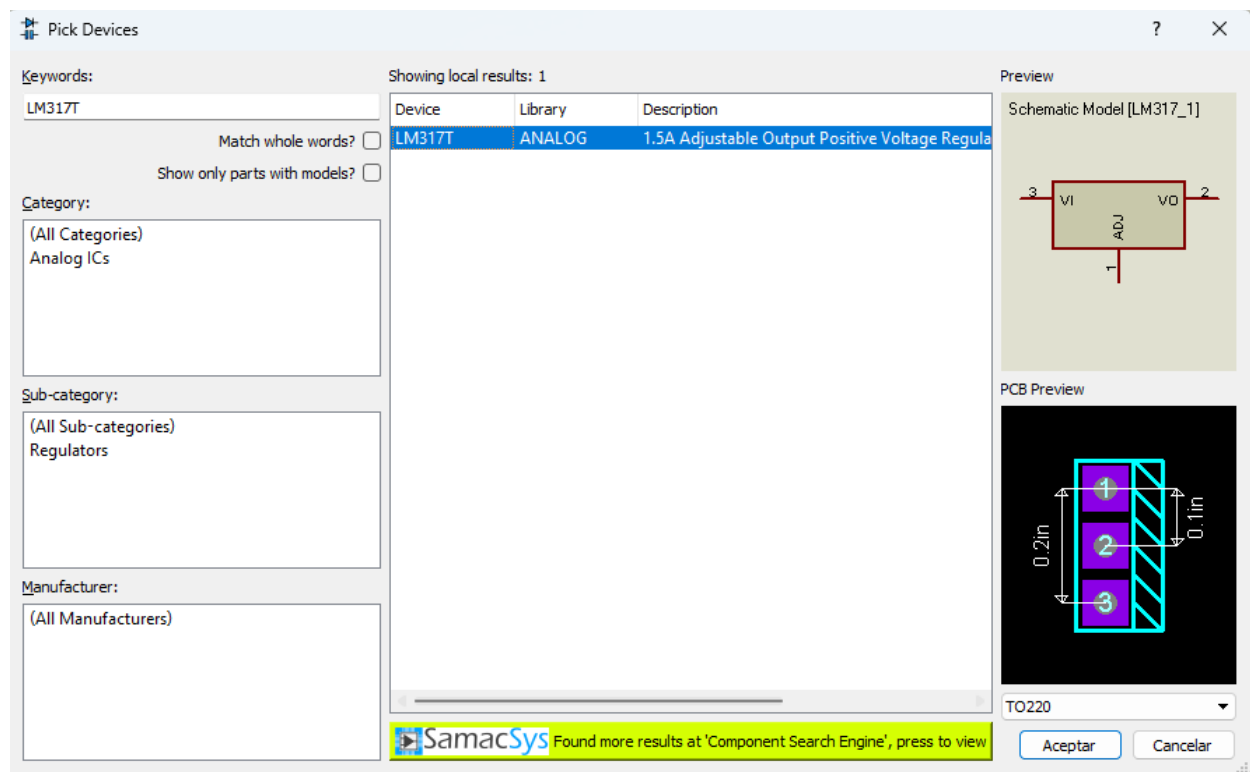 Pick Devices
?
Keywords:
LM317T
Match whole words?
Show only parts with models?
Category:
(All Categories)
Analog ICs
Sub-category:
(All Sub-categories)
Regulators
Manufacturer:
(All Manufacturers)
Showing local results: 1
Device Library Description
LM317T ANALOG 1.5A Adjustable Output Positive Voltage Regula
SamacSys Found more results at 'Component Search Engine', press to view
Preview
Schematic Model [LM317_1]
3 VI VO 2
ADJ
1
PCB Preview
1
2
3
0.2in
0.1in
TO220
Aceptar Cancelar